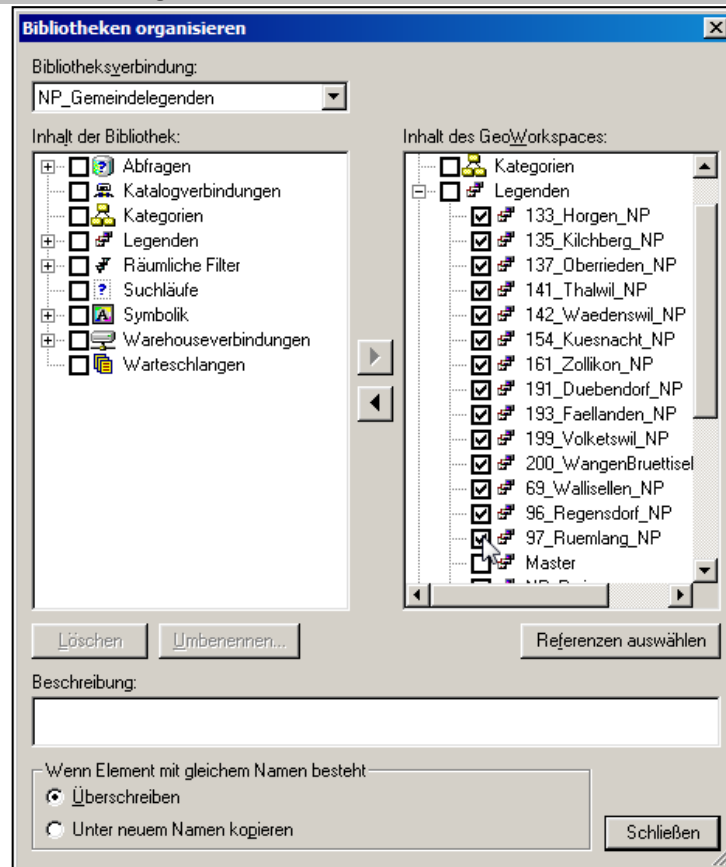 Bibliotheken organisieren
Bibliotheksverbindung:
NP_Gemeindelegenden
Inhalt der Bibliothek:
Abfragen
Katalogverbindungen
Kategorien
Legenden
Räumliche Filter
Suchläufe
Symbolik
Warehouseverbindungen
Warteschlangen
Inhalt des GeoWorkspaces:
Kategorien
Legenden
133_Horgen_NP
135_Kilchberg_NP
137_Oberrieden_NP
141_Thalwil_NP
142_Waedenswil_NP
154_Kuesnacht_NP
161_Zollikon_NP
191_Duebendorf_NP
193_Faellanden_NP
199_Volketswil_NP
200_WangenBruettisel
69_Wallisellen_NP
96_Regensdorf_NP
97_Ruemlang_NP
Master
Löschen
Umbenennen...
Referenzen auswählen
Beschreibung:
Wenn Element mit gleichem Namen besteht
Überschreiben
Unter neuem Namen kopieren
Schließen